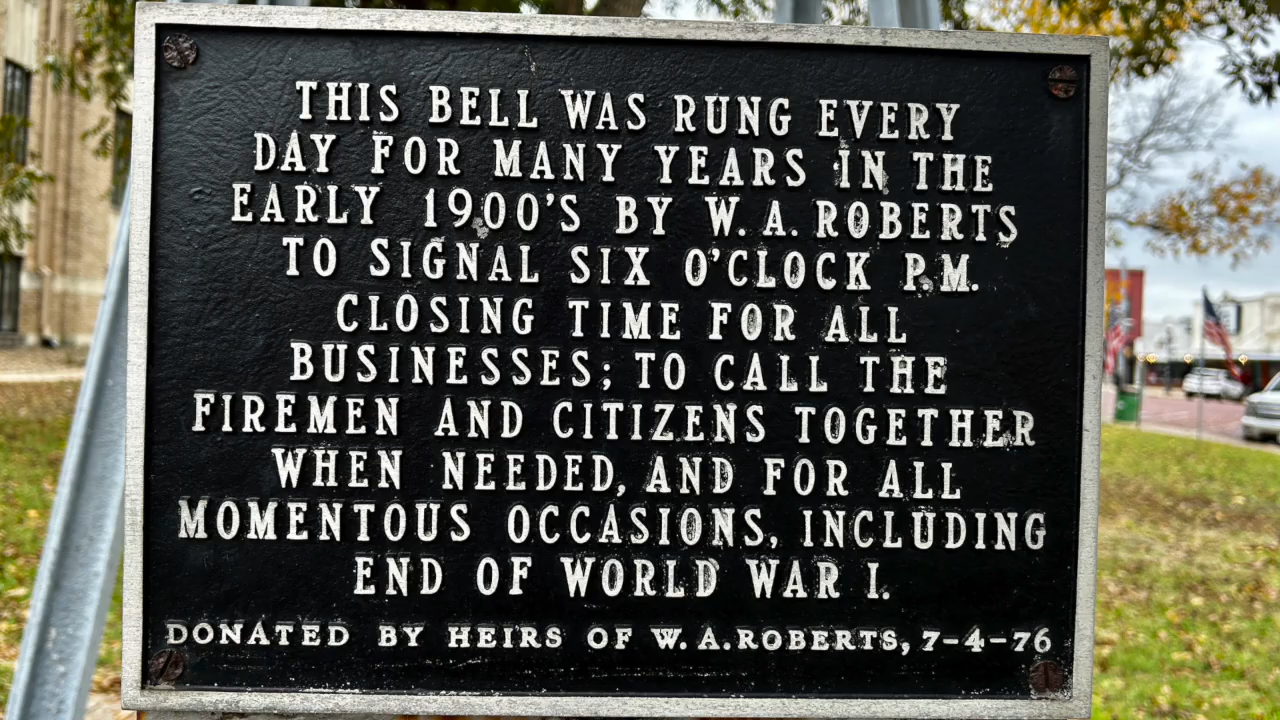 THIS BELL WAS RUNG EVERY
DAY FOR MANY YEARS IN THE
EARLY 1900'S BY W. A. ROBERTS
TO SIGNAL SIX O'CLOCK P.M.
CLOSING TIME FOR ALL
BUSINESSES; TO CALL THE
FIREMEN AND CITIZENS TOGETHER
WHEN NEEDED, AND FOR ALL
MOMENTOUS OCCASIONS, INCLUDING
END OF WORLD WAR I.
DONATED BY HEIRS OF W. A. ROBERTS, 7-4-76